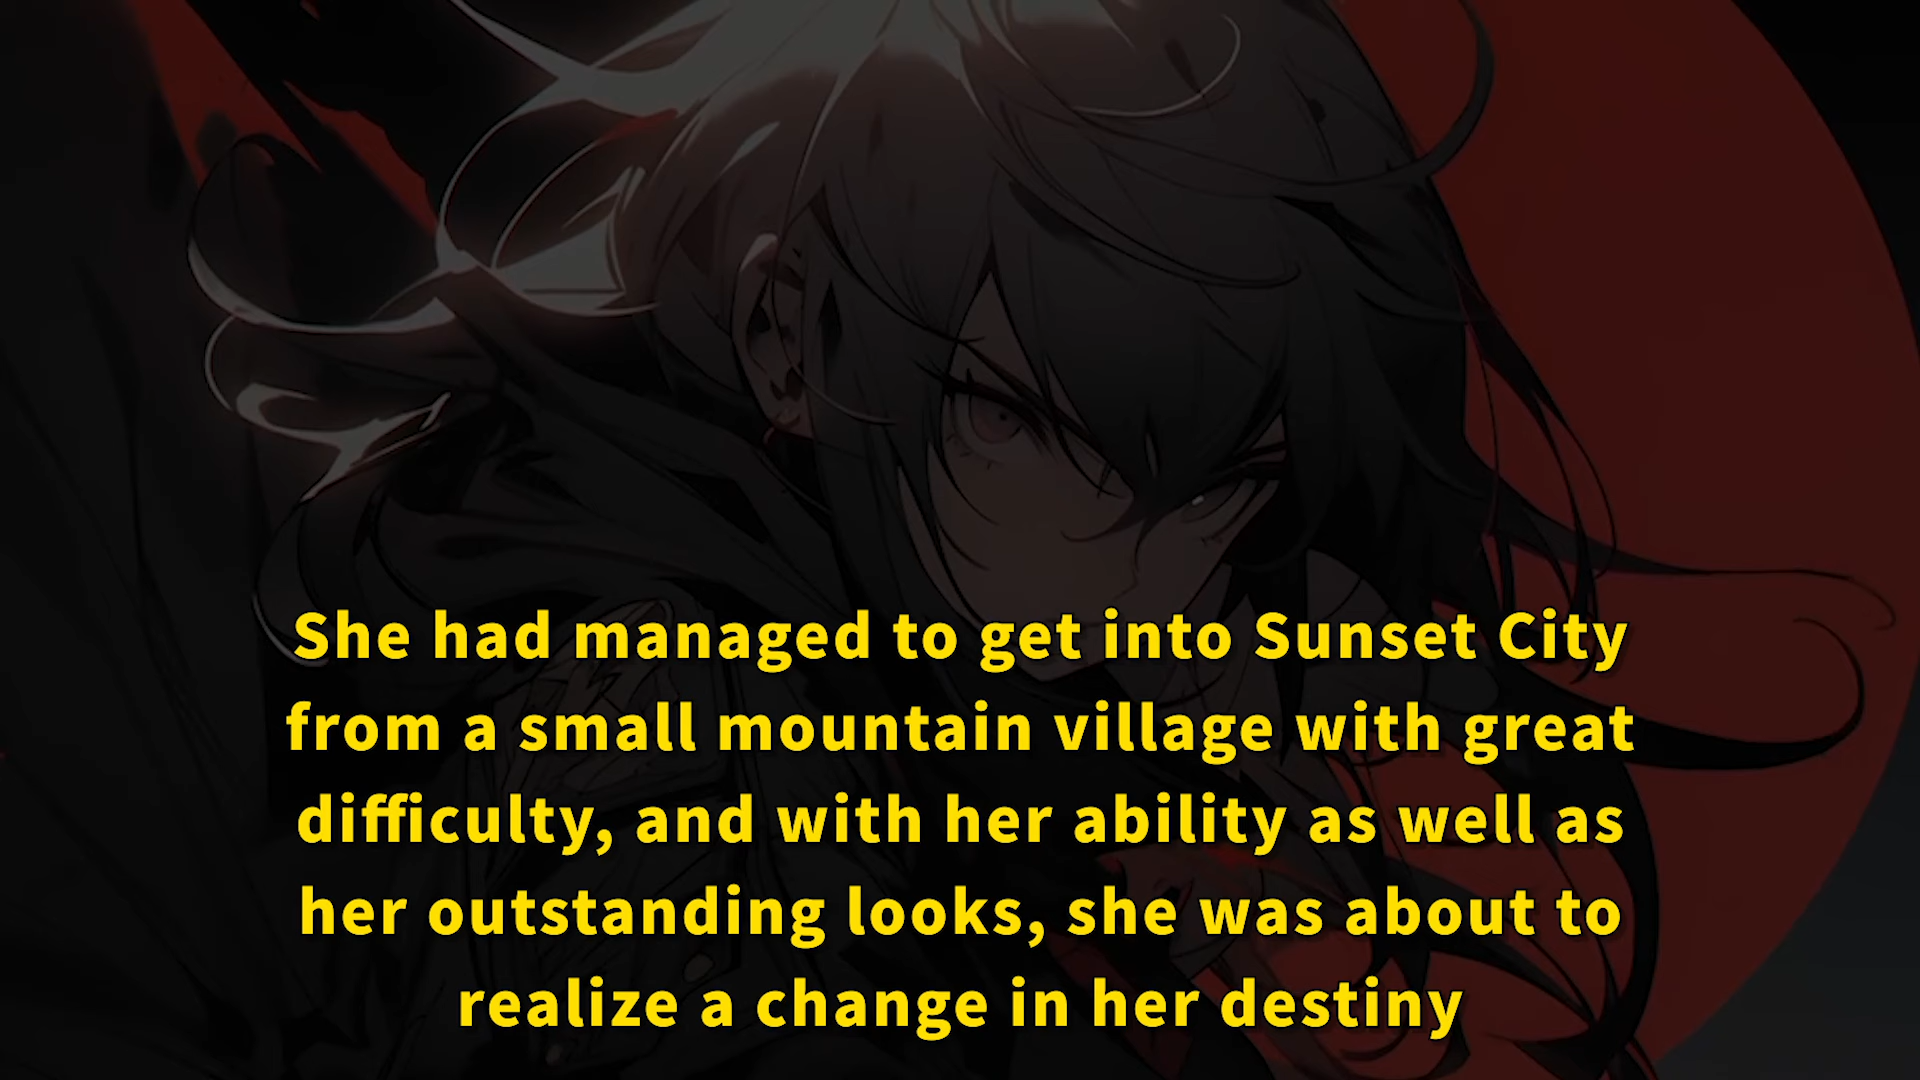 She had managed to get into Sunset City
from a small mountain village with great
difficulty, and with her ability as well as
her outstanding looks, she was about to
realize a change in her destiny